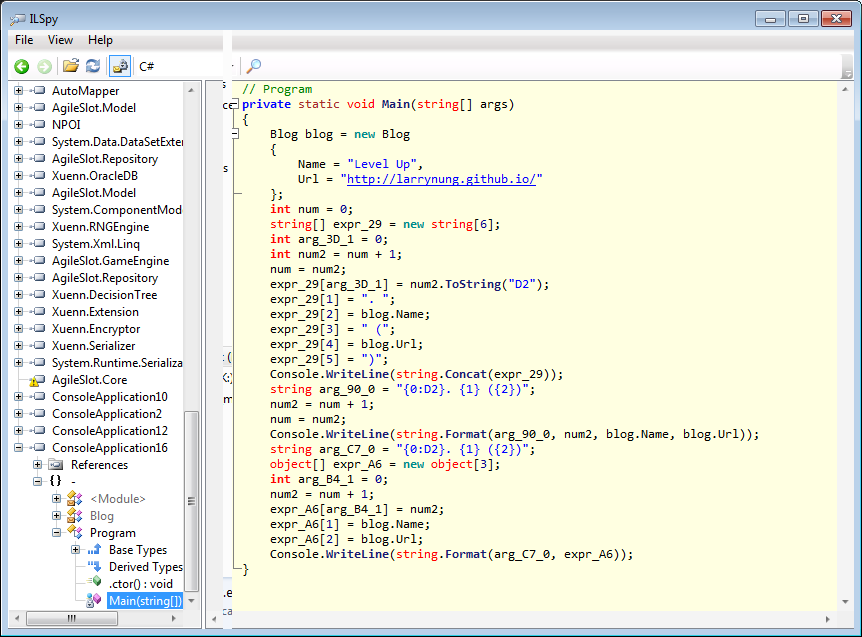 ILSpy
File View Help
C#
AutoMapper
AgileSlot.Model
NPOI
System.Data.DataSetExter
AgileSlot.Repository
Xuenn.OracleDB
AgileSlot.Model
System.ComponentMod
Xuenn.RNGEngine
System.Xml.Linq
AgileSlot.GameEngine
AgileSlot.Repository
Xuenn.DecisionTree
Xuenn.Extension
Xuenn.Encryptor
Xuenn.Serializer
System.Runtime.Serializa
AgileSlot.Core
ConsoleApplication10
ConsoleApplication2
ConsoleApplication12
ConsoleApplication16
References
{} -
<Module>
Blog
Program
Base Types
Derived Types
.ctor() : void
Main(string[])
// Program
private static void Main(string[] args)
{
Blog blog = new Blog
{
Name = "Level Up",
Url = "http://larrynung.github.io/"
};
int num = 0;
string[] expr_29 = new string[6];
int arg_3D_1 = 0;
int num2 = num + 1;
num = num2;
expr_29[arg_3D_1] = num2.ToString("D2");
expr_29[1] = ". ";
expr_29[2] = blog.Name;
expr_29[3] = " (";
expr_29[4] = blog.Url;
expr_29[5] = ")";
Console.WriteLine(string.Concat(expr_29));
string arg_90_0 = "{0:D2}. {1} ({2})";
num2 = num + 1;
num = num2;
Console.WriteLine(string.Format(arg_90_0, num2, blog.Name, blog.Url));
string arg_C7_0 = "{0:D2}. {1} ({2})";
object[] expr_A6 = new object[3];
int arg_B4_1 = 0;
num2 = num + 1;
expr_A6[arg_B4_1] = num2;
expr_A6[1] = blog.Name;
expr_A6[2] = blog.Url;
Console.WriteLine(string.Format(arg_C7_0, expr_A6));
}